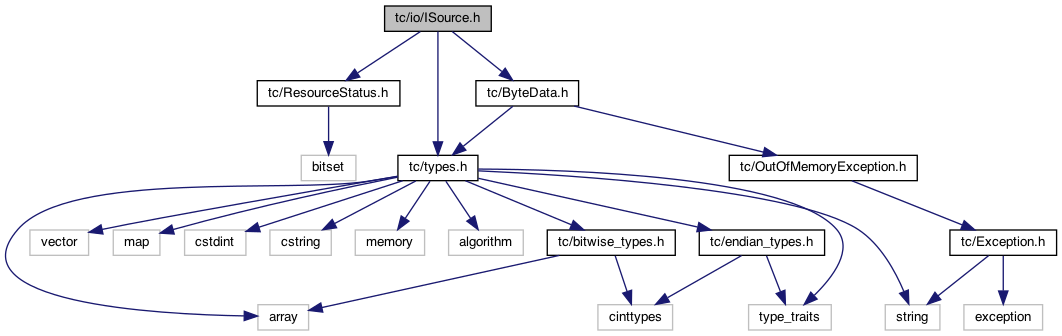 tc/io/ISource.h
tc/ResourceStatus.h
tc/ByteData.h
bitset
tc/types.h
tc/OutOfMemoryException.h
vector
map
cstdint
cstring
memory
algorithm
tc/bitwise_types.h
tc/endian_types.h
tc/Exception.h
array
cinttypes
type_traits
string
exception